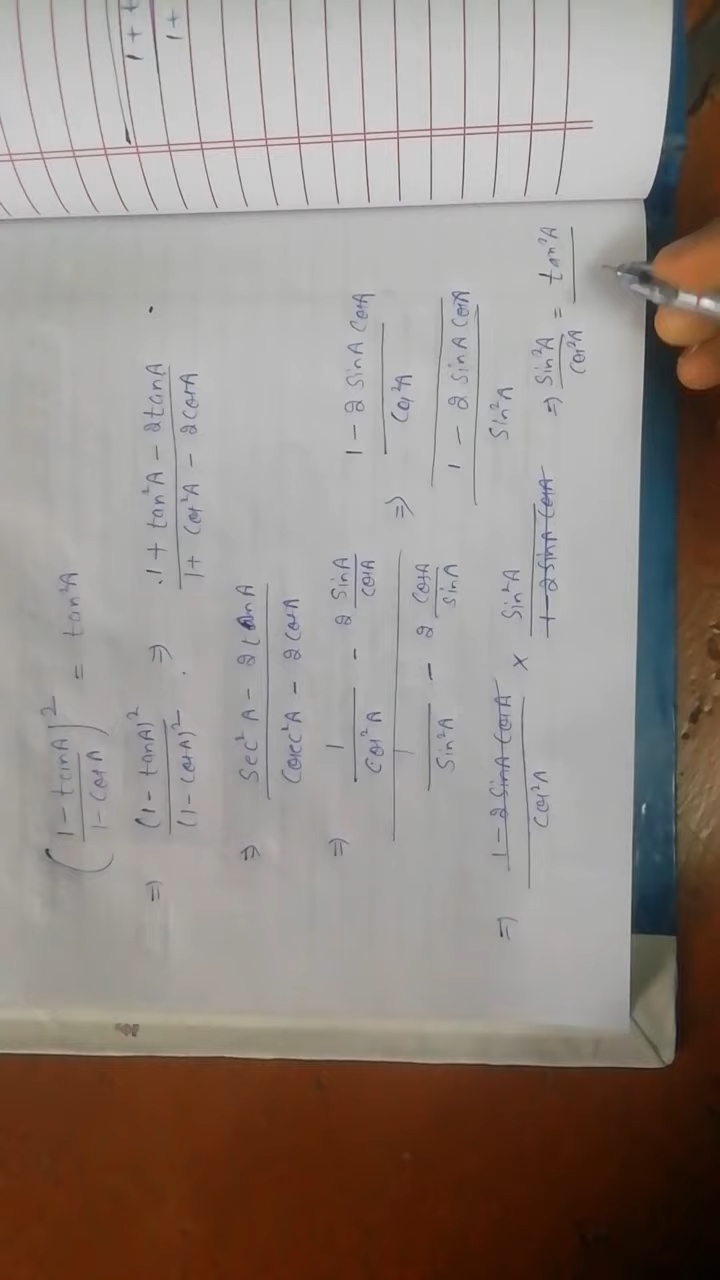 1 + t
1 +
(1 - tanA / 1 - cotA)² = tan²A
⇒ (1 - tanA)² / (1 - cotA)² . ⇒ 1 + tan²A - 2tanA / 1 + cot²A - 2cotA
⇒ Sec²A - 2tanA / Cosec²A - 2cotA
⇒ 1/cos²A - 2 sinA/cosA / 1/sin²A - 2 cosA/sinA ⇒ 1 - 2 sinA cosA / cos²A / 1 - 2 sinA cosA / sin²A
⇒ 1 - 2 sinA cosA / cos²A × sin²A / 1 - 2 sinA cosA ⇒ sin²A / cos²A = tan²A